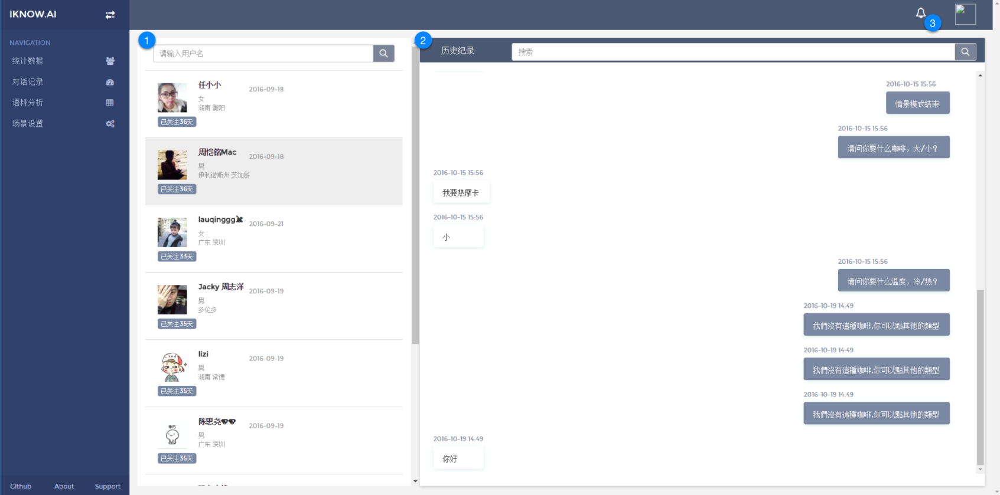 IKNOW.AI
3
NAVIGATION
统计数据
对话记录
语料分析
场景设置
Github About Support
1
请输入用户名
任小小 2016-09-18
女
湖南 衡阳
已关注36天
周恺铭Mac 2016-09-18
男
伊利诺斯州 芝加哥
已关注36天
lauqinggg 2016-09-21
女
广东 深圳
已关注33天
Jacky 周志洋 2016-09-19
男
多伦多
已关注35天
lizi 2016-09-19
男
湖南 常德
已关注35天
陈思尧 2016-09-19
男
广东 深圳
已关注35天
2
历史纪录
搜索
2016-10-15 15:56
情景模式结束
2016-10-15 15:56
请问你要什么咖啡，大/小？
2016-10-15 15:56
我要热摩卡
2016-10-15 15:56
小
2016-10-15 15:56
请问你要什么温度，冷/热？
2016-10-19 14:49
我們沒有這種咖啡,你可以點其他的類型
2016-10-19 14:49
我們沒有這種咖啡,你可以點其他的類型
2016-10-19 14:49
我們沒有這種咖啡,你可以點其他的類型
2016-10-19 14:49
你好